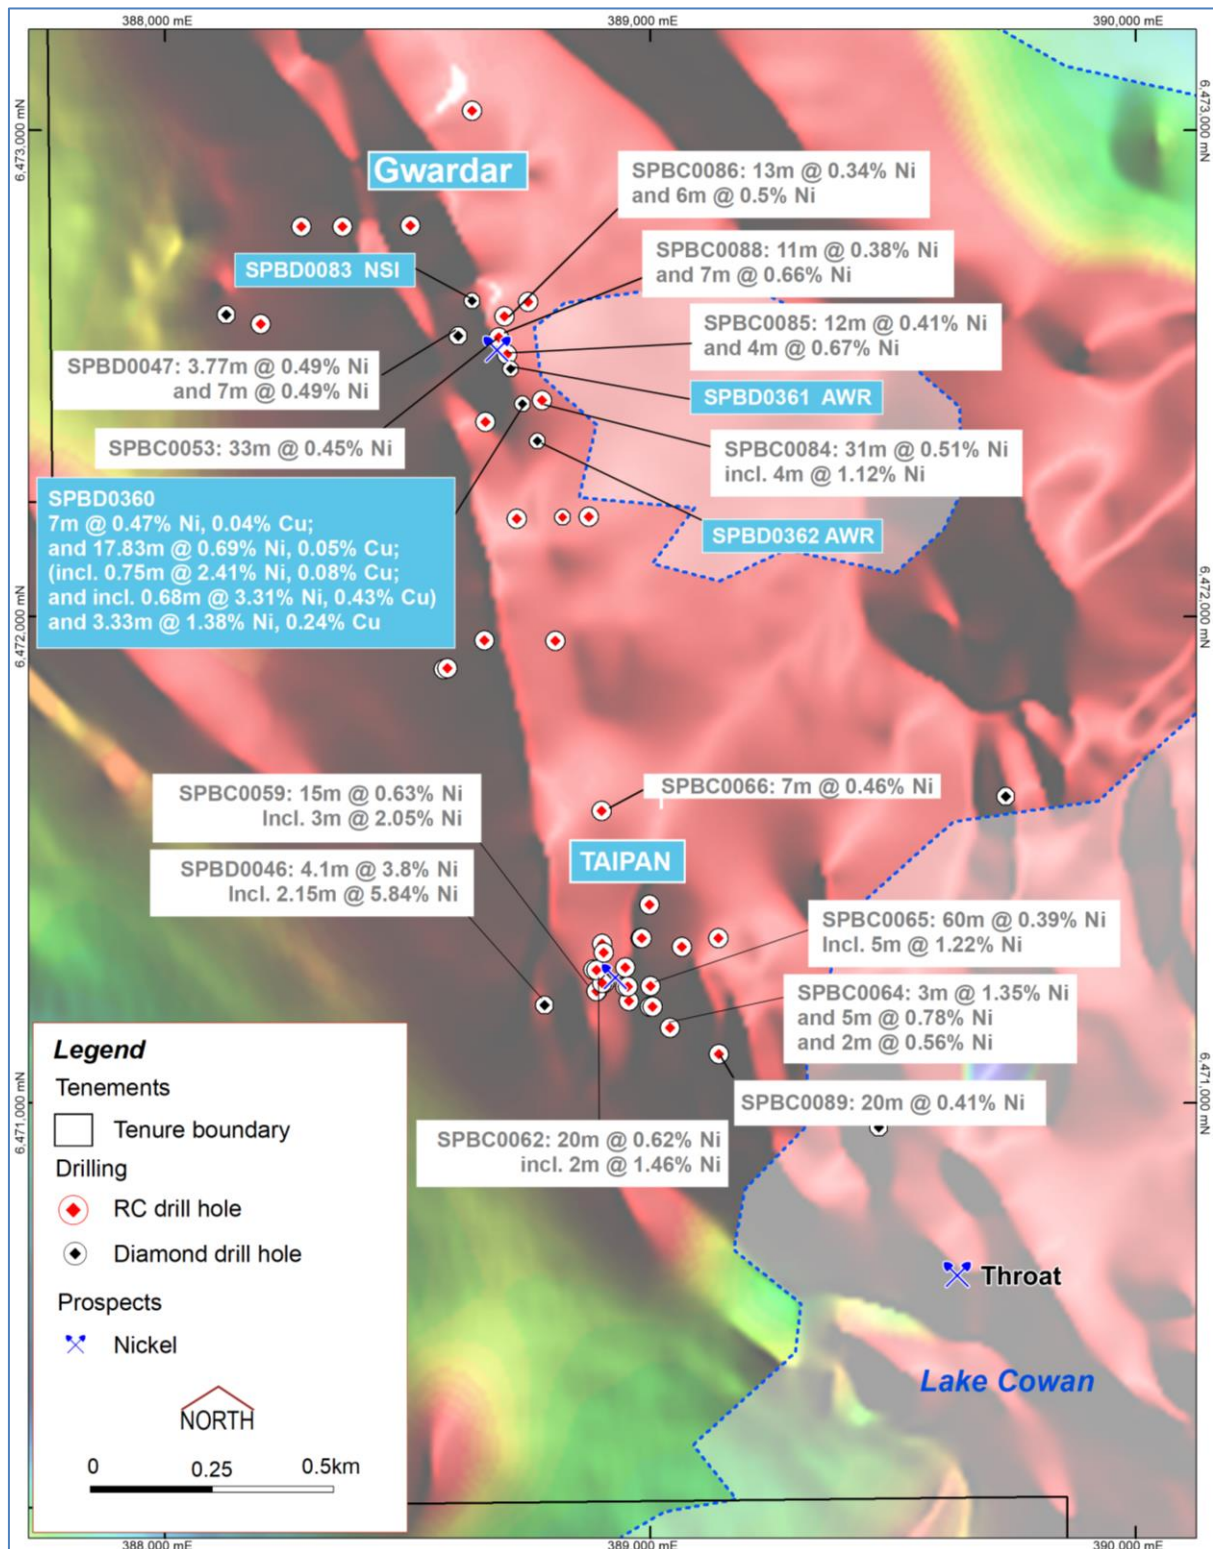 388,000 mE
389,000 mE
390,000 mE
6,473,000 mN
6,473,000 mN
Gwardar
SPBC0086: 13m @ 0.34% Ni
and 6m @ 0.5% Ni
SPBC0088: 11m @ 0.38% Ni
and 7m @ 0.66% Ni
SPBD0083 NSI
SPBC0085: 12m @ 0.41% Ni
and 4m @ 0.67% Ni
SPBD0047: 3.77m @ 0.49% Ni
and 7m @ 0.49% Ni
SPBD0361 AWR
SPBC0053: 33m @ 0.45% Ni
SPBC0084: 31m @ 0.51% Ni
incl. 4m @ 1.12% Ni
SPBD0360
7m @ 0.47% Ni, 0.04% Cu;
and 17.83m @ 0.69% Ni, 0.05% Cu;
(incl. 0.75m @ 2.41% Ni, 0.08% Cu;
and incl. 0.68m @ 3.31% Ni, 0.43% Cu)
and 3.33m @ 1.38% Ni, 0.24% Cu
SPBD0362 AWR
6,472,000 mN
6,472,000 mN
SPBC0059: 15m @ 0.63% Ni
Incl. 3m @ 2.05% Ni
SPBC0066: 7m @ 0.46% Ni
TAIPAN
SPBD0046: 4.1m @ 3.8% Ni
Incl. 2.15m @ 5.84% Ni
SPBC0065: 60m @ 0.39% Ni
Incl. 5m @ 1.22% Ni
SPBC0064: 3m @ 1.35% Ni
and 5m @ 0.78% Ni
and 2m @ 0.56% Ni
6,471,000 mN
6,471,000 mN
SPBC0089: 20m @ 0.41% Ni
SPBC0062: 20m @ 0.62% Ni
incl. 2m @ 1.46% Ni
Legend
Tenements
Tenure boundary
Drilling
RC drill hole
Diamond drill hole
Prospects
Nickel
NORTH
0 0.25 0.5km
Throat
Lake Cowan
388,000 mE
389,000 mE
390,000 mE